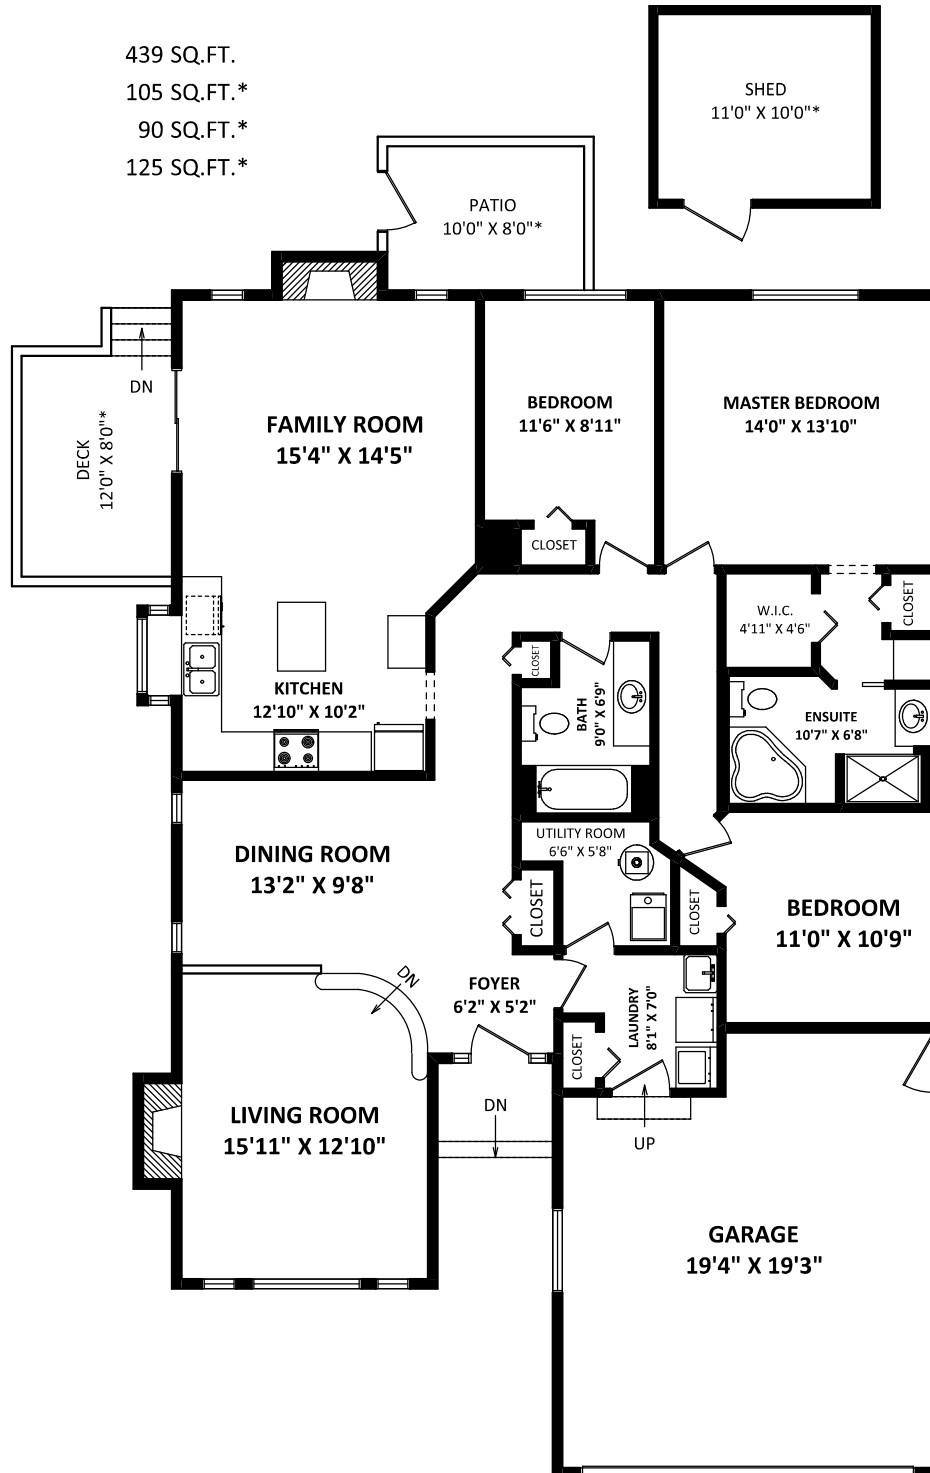 439 SQ.FT.
105 SQ.FT.*
90 SQ.FT.*
125 SQ.FT.*
SHED
11'0" X 10'0"*
PATIO
10'0" X 8'0"*
DN
DECK
12'0" X 8'0"*
FAMILY ROOM
15'4" X 14'5"
BEDROOM
11'6" X 8'11"
MASTER BEDROOM
14'0" X 13'10"
CLOSET
W.I.C.
4'11" X 4'6"
CLOSET
CLOSET
KITCHEN
12'10" X 10'2"
BATH
9'0" X 6'9"
ENSUITE
10'7" X 6'8"
UTILITY ROOM
6'6" X 5'8"
DINING ROOM
13'2" X 9'8"
CLOSET
CLOSET
BEDROOM
11'0" X 10'9"
DN
FOYER
6'2" X 5'2"
LAUNDRY
8'1" X 7'0"
CLOSET
LIVING ROOM
15'11" X 12'10"
DN
UP
GARAGE
19'4" X 19'3"